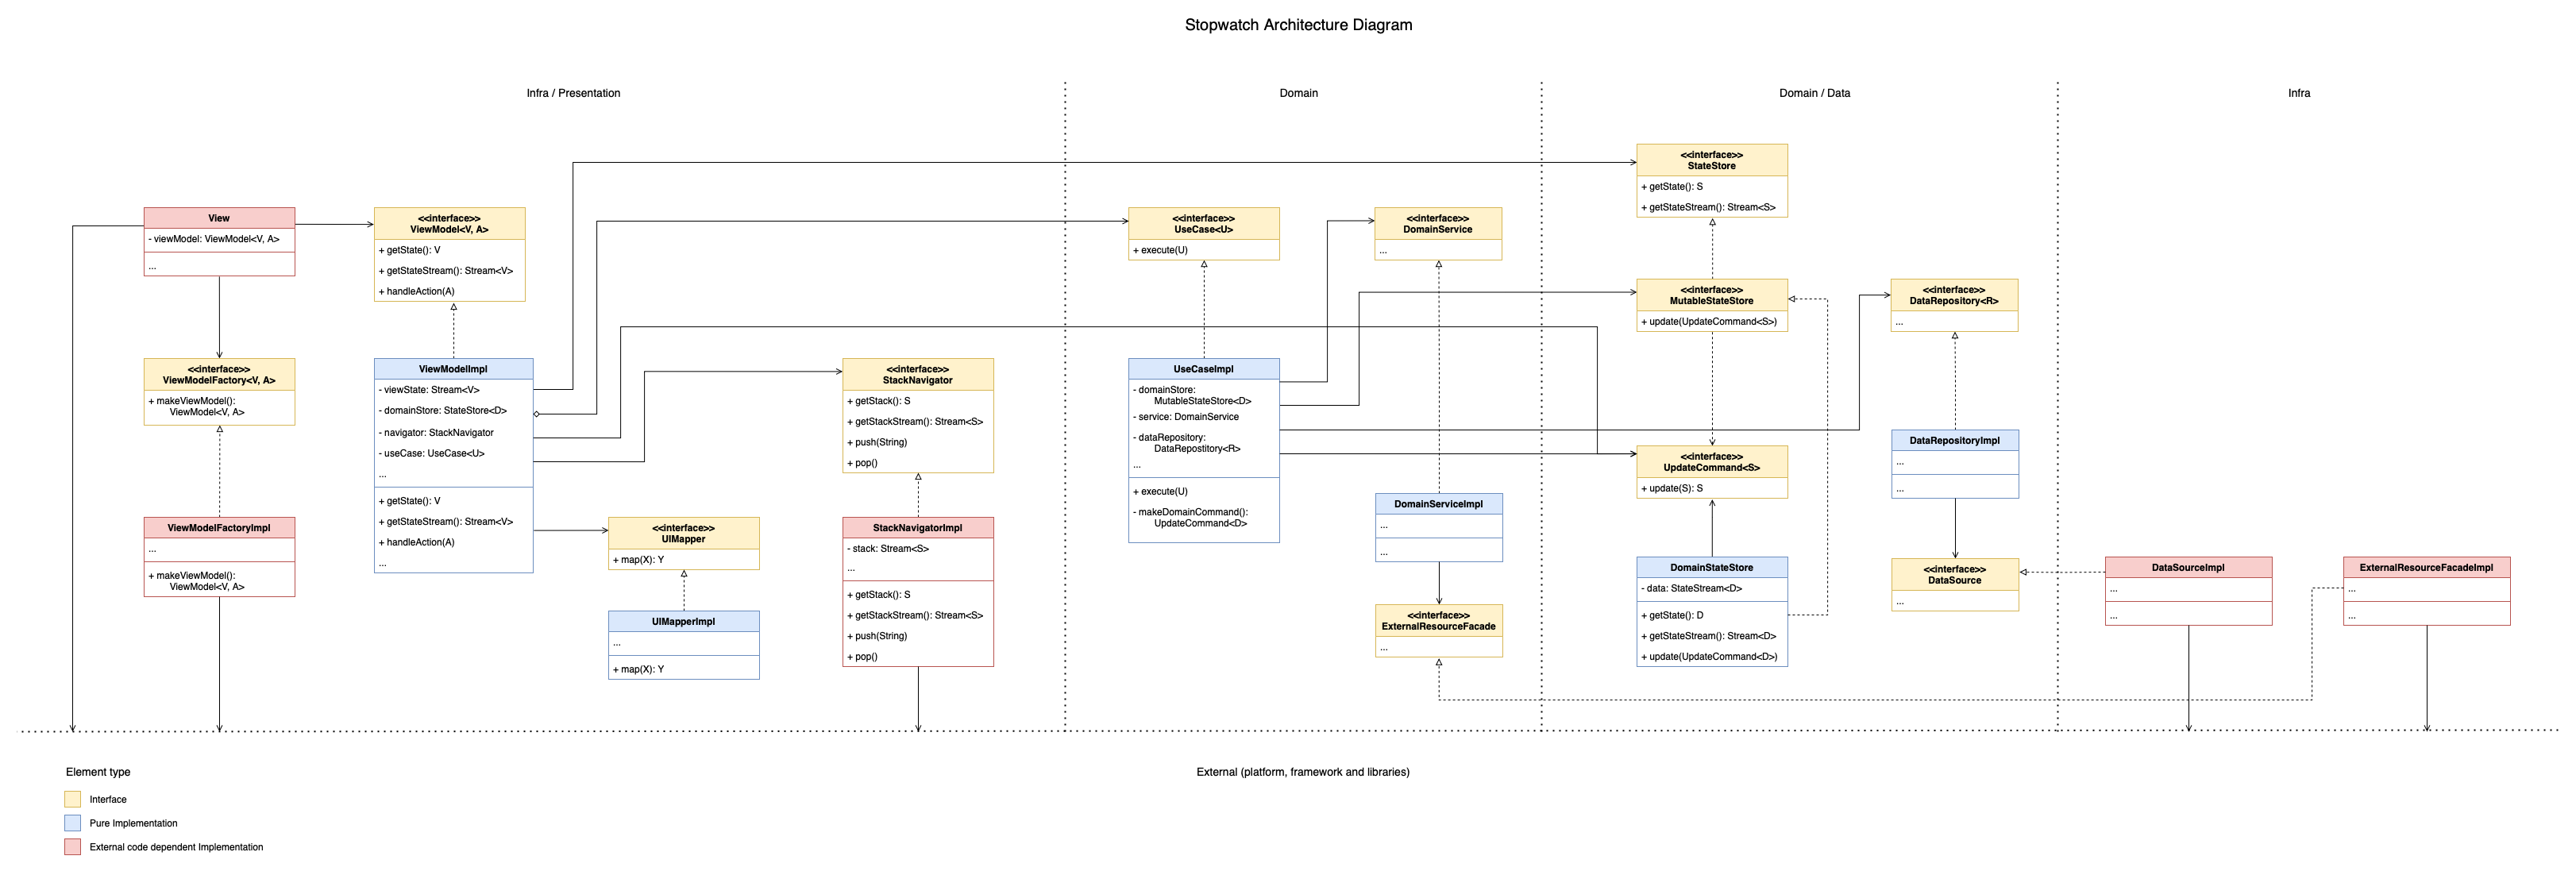 Stopwatch Architecture Diagram
Infra / Presentation
Domain
Domain / Data
Infra
View
- viewModel: ViewModel<V, A>
...
<<interface>>
ViewModel<V, A>
+ getState(): V
+ getStateStream(): Stream<V>
+ handleAction(A)
<<interface>>
ViewModelFactory<V, A>
+ makeViewModel():
ViewModel<V, A>
ViewModelFactoryImpl
...
+ makeViewModel():
ViewModel<V, A>
ViewModelImpl
- viewState: Stream<V>
- domainStore: StateStore<D>
- navigator: StackNavigator
- useCase: UseCase<U>
...
+ getState(): V
+ getStateStream(): Stream<V>
+ handleAction(A)
...
<<interface>>
UIMapper
+ map(X): Y
UIMapperImpl
...
+ map(X): Y
<<interface>>
StackNavigator
+ getStack(): S
+ getStackStream(): Stream<S>
+ push(String)
+ pop()
StackNavigatorImpl
- stack: Stream<S>
...
+ getStack(): S
+ getStackStream(): Stream<S>
+ push(String)
+ pop()
<<interface>>
UseCase<U>
+ execute(U)
UseCaseImpl
- domainStore:
MutableStateStore<D>
- service: DomainService
- dataRepository:
DataRepostitory<R>
...
+ execute(U)
- makeDomainCommand():
UpdateCommand<D>
<<interface>>
DomainService
...
DomainServiceImpl
...
...
<<interface>>
ExternalResourceFacade
...
<<interface>>
StateStore
+ getState(): S
+ getStateStream(): Stream<S>
<<interface>>
MutableStateStore
+ update(UpdateCommand<S>)
<<interface>>
UpdateCommand<S>
+ update(S): S
DomainStateStore
- data: StateStream<D>
+ getState(): D
+ getStateStream(): Stream<D>
+ update(UpdateCommand<D>)
<<interface>>
DataRepository<R>
...
DataRepositoryImpl
...
...
<<interface>>
DataSource
...
DataSourceImpl
...
...
ExternalResourceFacadeImpl
...
...
External (platform, framework and libraries)
Element type
Interface
Pure Implementation
External code dependent Implementation